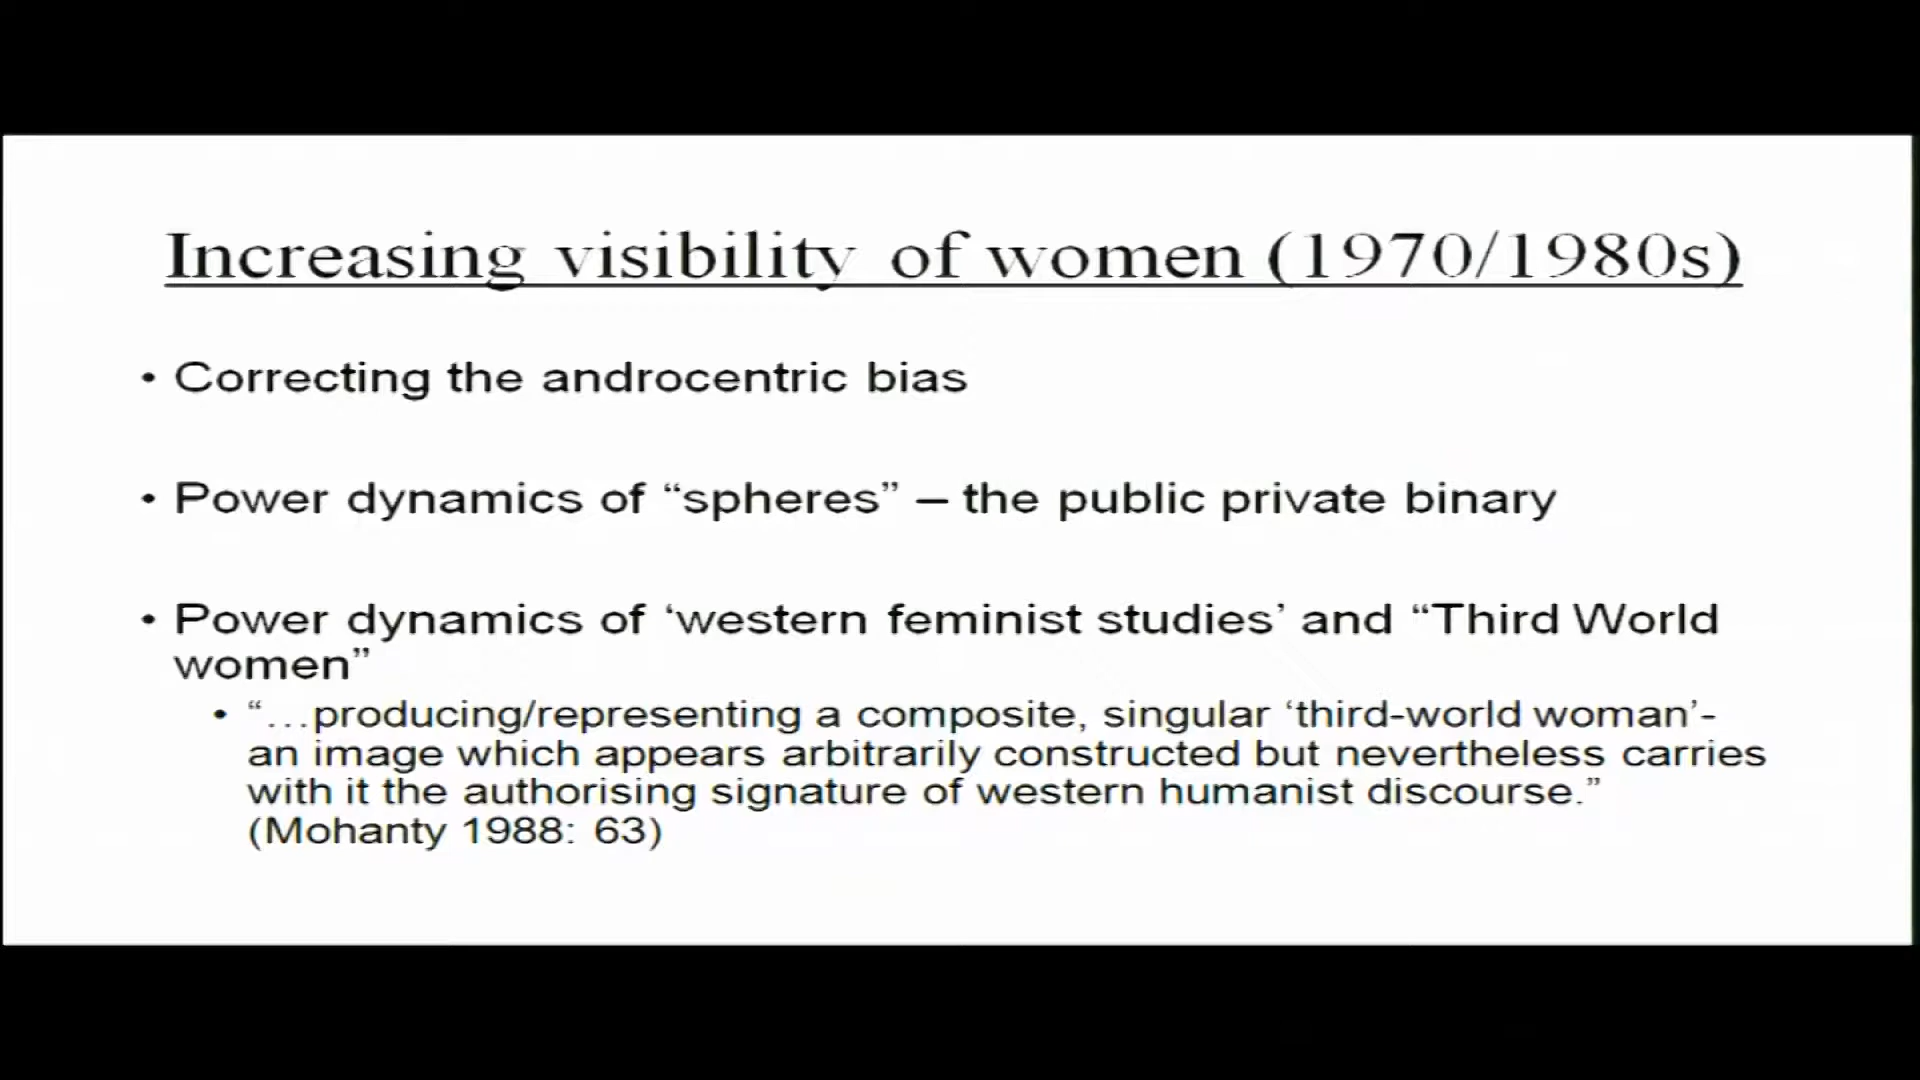 Increasing visibility of women (1970/1980s)
• Correcting the androcentric bias
• Power dynamics of “spheres” – the public private binary
• Power dynamics of ‘western feminist studies’ and “Third World
women”
• “…producing/representing a composite, singular ‘third-world woman’-
an image which appears arbitrarily constructed but nevertheless carries
with it the authorising signature of western humanist discourse.”
(Mohanty 1988: 63)